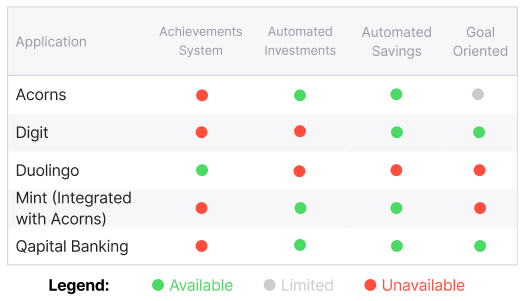 Application Achievements System Automated Investments Automated Savings Goal Oriented
Acorns
Digit
Duolingo
Mint (Integrated
with Acorns)
Qapital Banking
Legend: Available Limited Unavailable